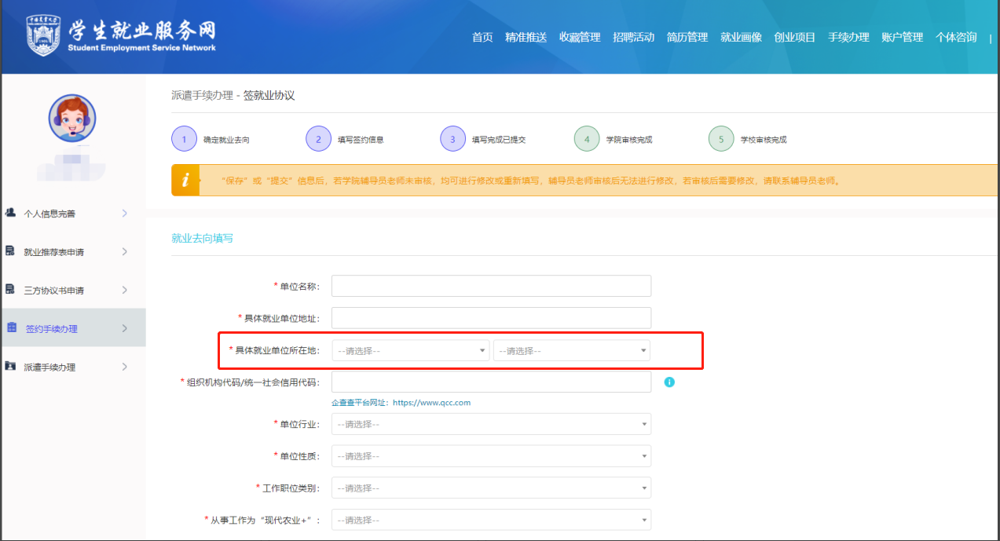 中国农业大学
学生就业服务网
Student Employment Service Network
首页 精准推送 收藏管理 招聘活动 简历管理 就业画像 创业项目 手续办理 账户管理 个体咨询 |
个人信息完善
就业推荐表申请
三方协议书申请
签约手续办理
派遣手续办理
派遣手续办理 - 签就业协议
1 确定就业去向 2 填写签约信息 3 填写完成已提交 4 学院审核完成 5 学校审核完成
“保存”或“提交”信息后，若学院辅导员老师未审核，均可进行修改或重新填写，辅导员老师审核后无法进行修改，若审核后需要修改，请联系辅导员老师。
就业去向填写
* 单位名称：
* 具体就业单位地址：
* 具体就业单位所在地： --请选择-- --请选择--
* 组织机构代码/统一社会信用代码：
企查查平台网址：https://www.qcc.com
* 单位行业： --请选择--
* 单位性质： --请选择--
* 工作职位类别： --请选择--
* 从事工作为“现代农业+”： --请选择--